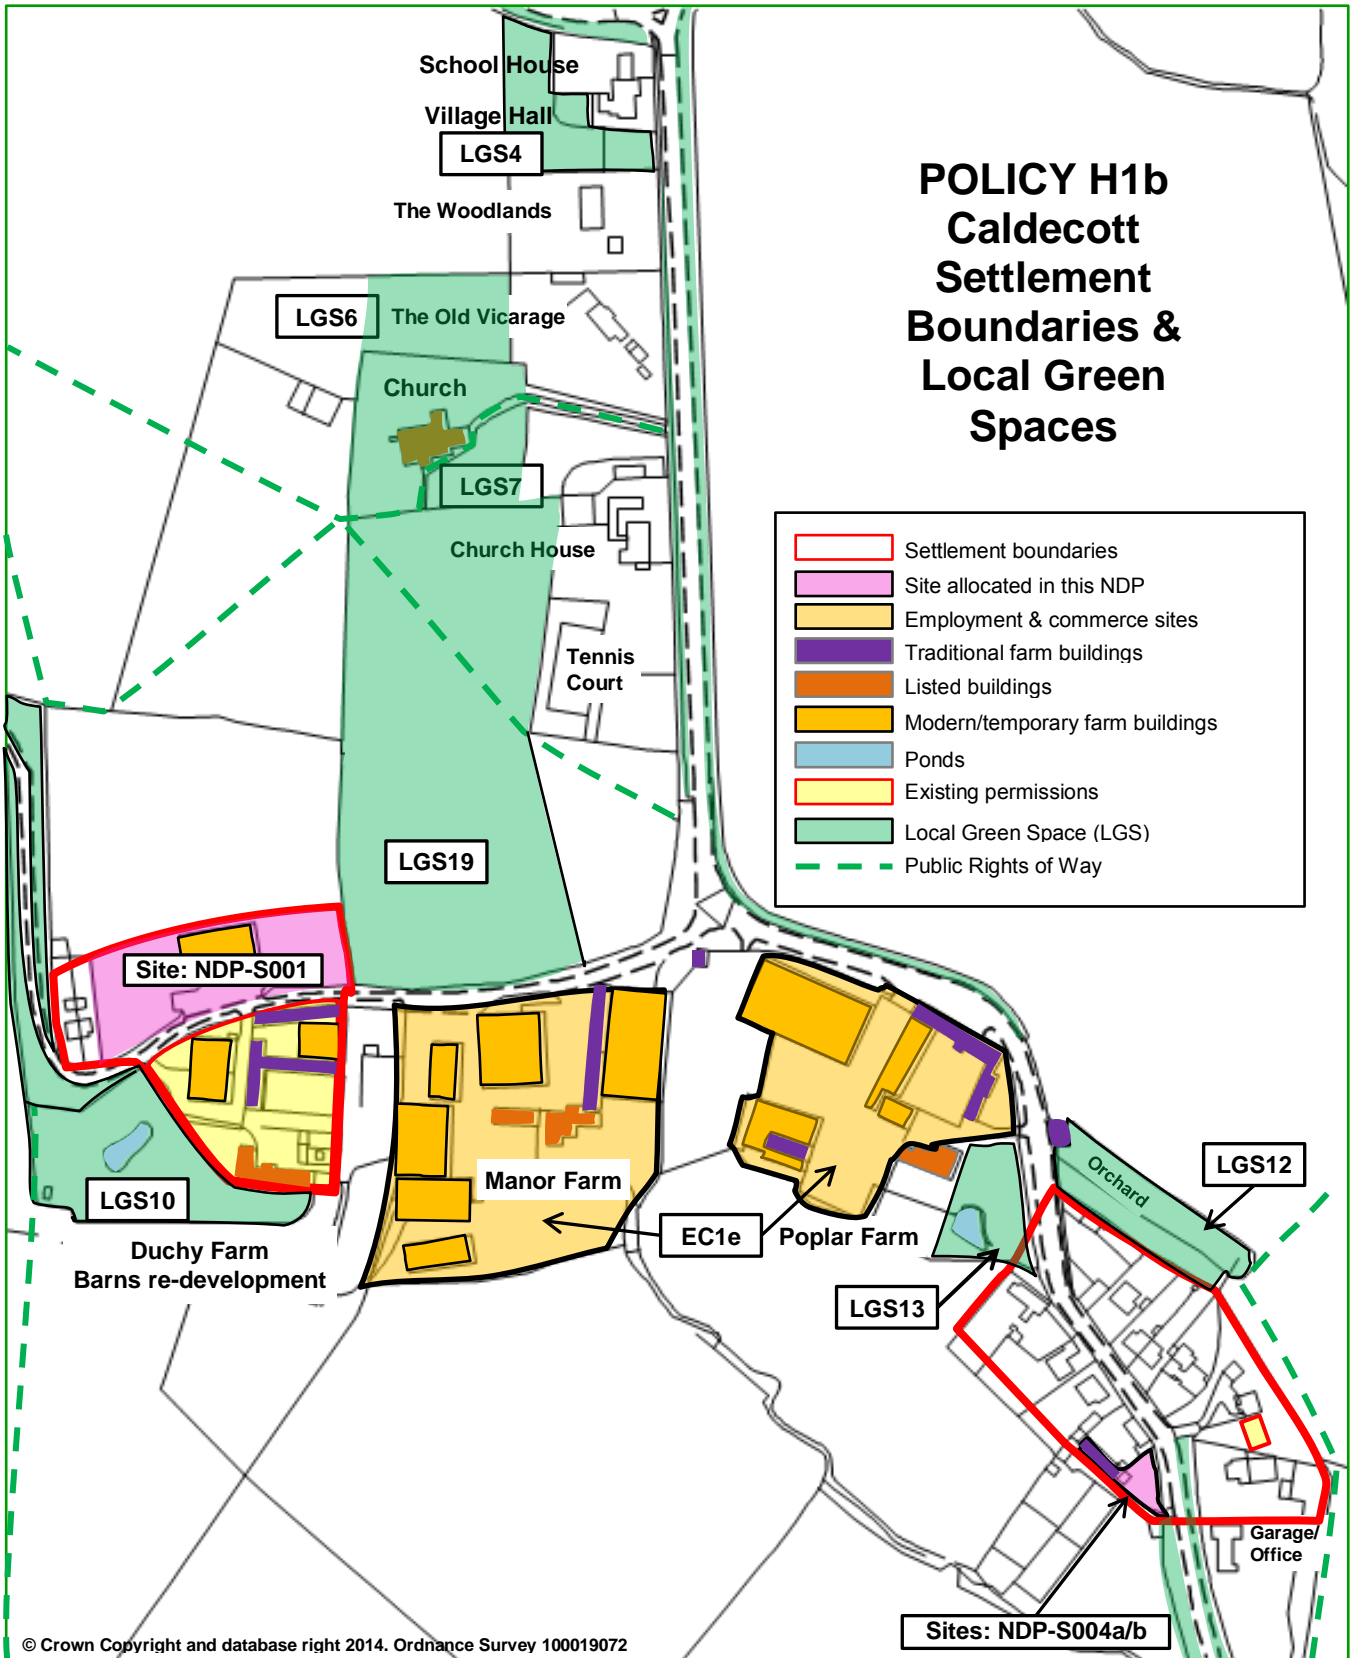 School House
Village Hall
LGS4
The Woodlands
POLICY H1b
Caldecott
Settlement
Boundaries &
Local Green
Spaces
LGS6
The Old Vicarage
Church
LGS7
Church House
Tennis
Court
Settlement boundaries
Site allocated in this NDP
Employment & commerce sites
Traditional farm buildings
Listed buildings
Modern/temporary farm buildings
Ponds
Existing permissions
Local Green Space (LGS)
Public Rights of Way
LGS19
Site: NDP-S001
Orchard
LGS12
Manor Farm
LGS10
EC1e
Poplar Farm
Duchy Farm
Barns re-development
LGS13
Garage/
Office
Sites: NDP-S004a/b
© Crown Copyright and database right 2014. Ordnance Survey 100019072